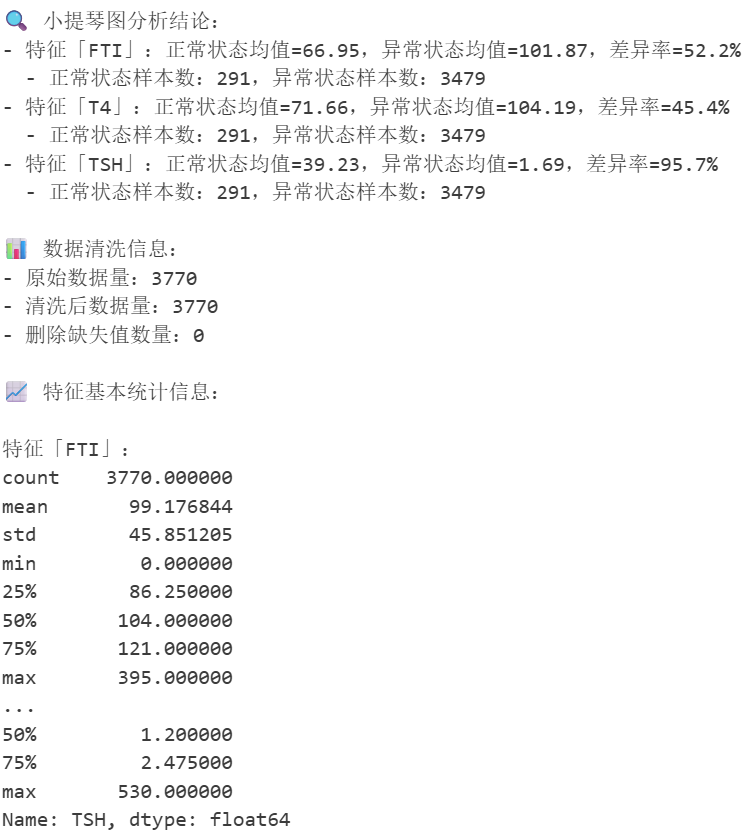 🔍 小提琴图分析结论：
- 特征「FTI」：正常状态均值=66.95，异常状态均值=101.87，差异率=52.2%
  - 正常状态样本数：291，异常状态样本数：3479
- 特征「T4」：正常状态均值=71.66，异常状态均值=104.19，差异率=45.4%
  - 正常状态样本数：291，异常状态样本数：3479
- 特征「TSH」：正常状态均值=39.23，异常状态均值=1.69，差异率=95.7%
  - 正常状态样本数：291，异常状态样本数：3479
📊 数据清洗信息：
- 原始数据量：3770
- 清洗后数据量：3770
- 删除缺失值数量：0
📈 特征基本统计信息：
特征「FTI」：
count    3770.000000
mean       99.176844
std        45.851205
min         0.000000
25%        86.250000
50%       104.000000
75%       121.000000
max       395.000000
...
50%         1.200000
75%         2.475000
max       530.000000
Name: TSH, dtype: float64